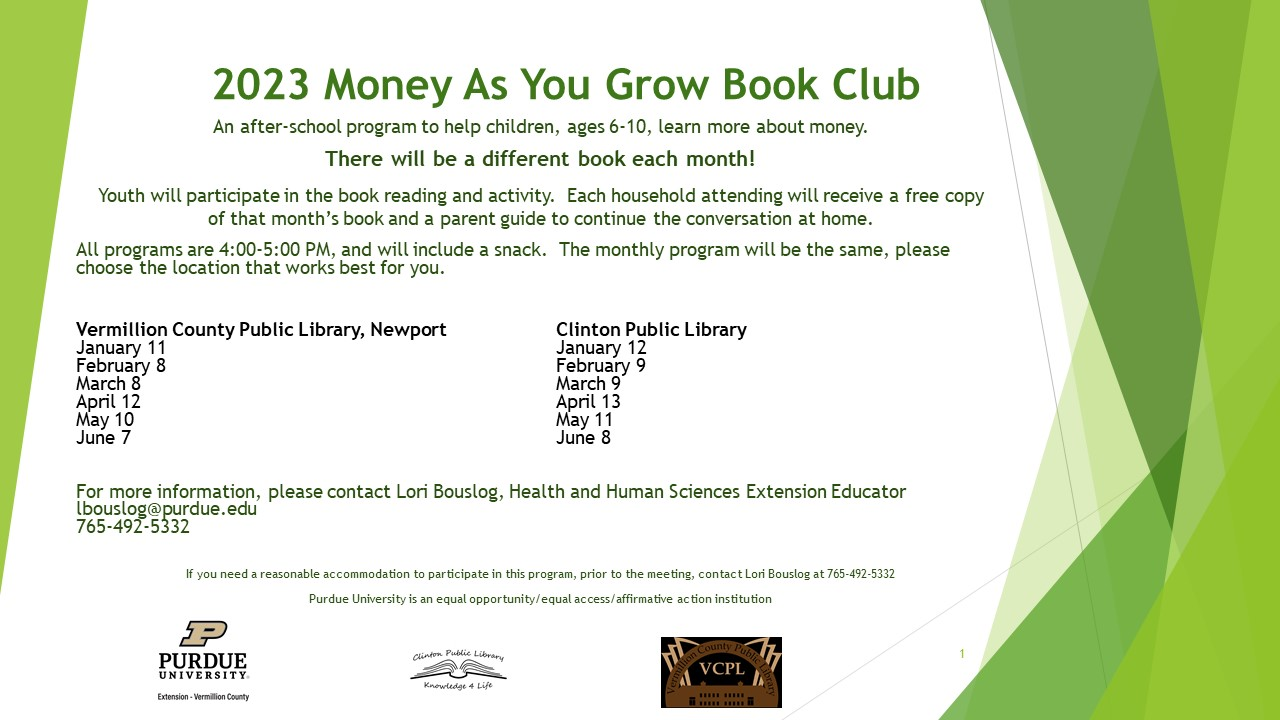 2023 Money As You Grow Book Club
An after-school program to help children, ages 6-10, learn more about money.
There will be a different book each month!
Youth will participate in the book reading and activity.  Each household attending will receive a free copy
of that month's book and a parent guide to continue the conversation at home.
All programs are 4:00-5:00 PM, and will include a snack.  The monthly program will be the same, please
choose the location that works best for you.
Vermillion County Public Library, Newport
January 11
February 8
March 8
April 12
May 10
June 7
Clinton Public Library
January 12
February 9
March 9
April 13
May 11
June 8
For more information, please contact Lori Bouslog, Health and Human Sciences Extension Educator
lbouslog@purdue.edu
765-492-5332
If you need a reasonable accommodation to participate in this program, prior to the meeting, contact Lori Bouslog at 765-492-5332
Purdue University is an equal opportunity/equal access/affirmative action institution
P
PURDUE
UNIVERSITY®
Extension - Vermillion County
Clinton Public Library
Knowledge 4 Life
Vermillion County Public Library
VCPL
1